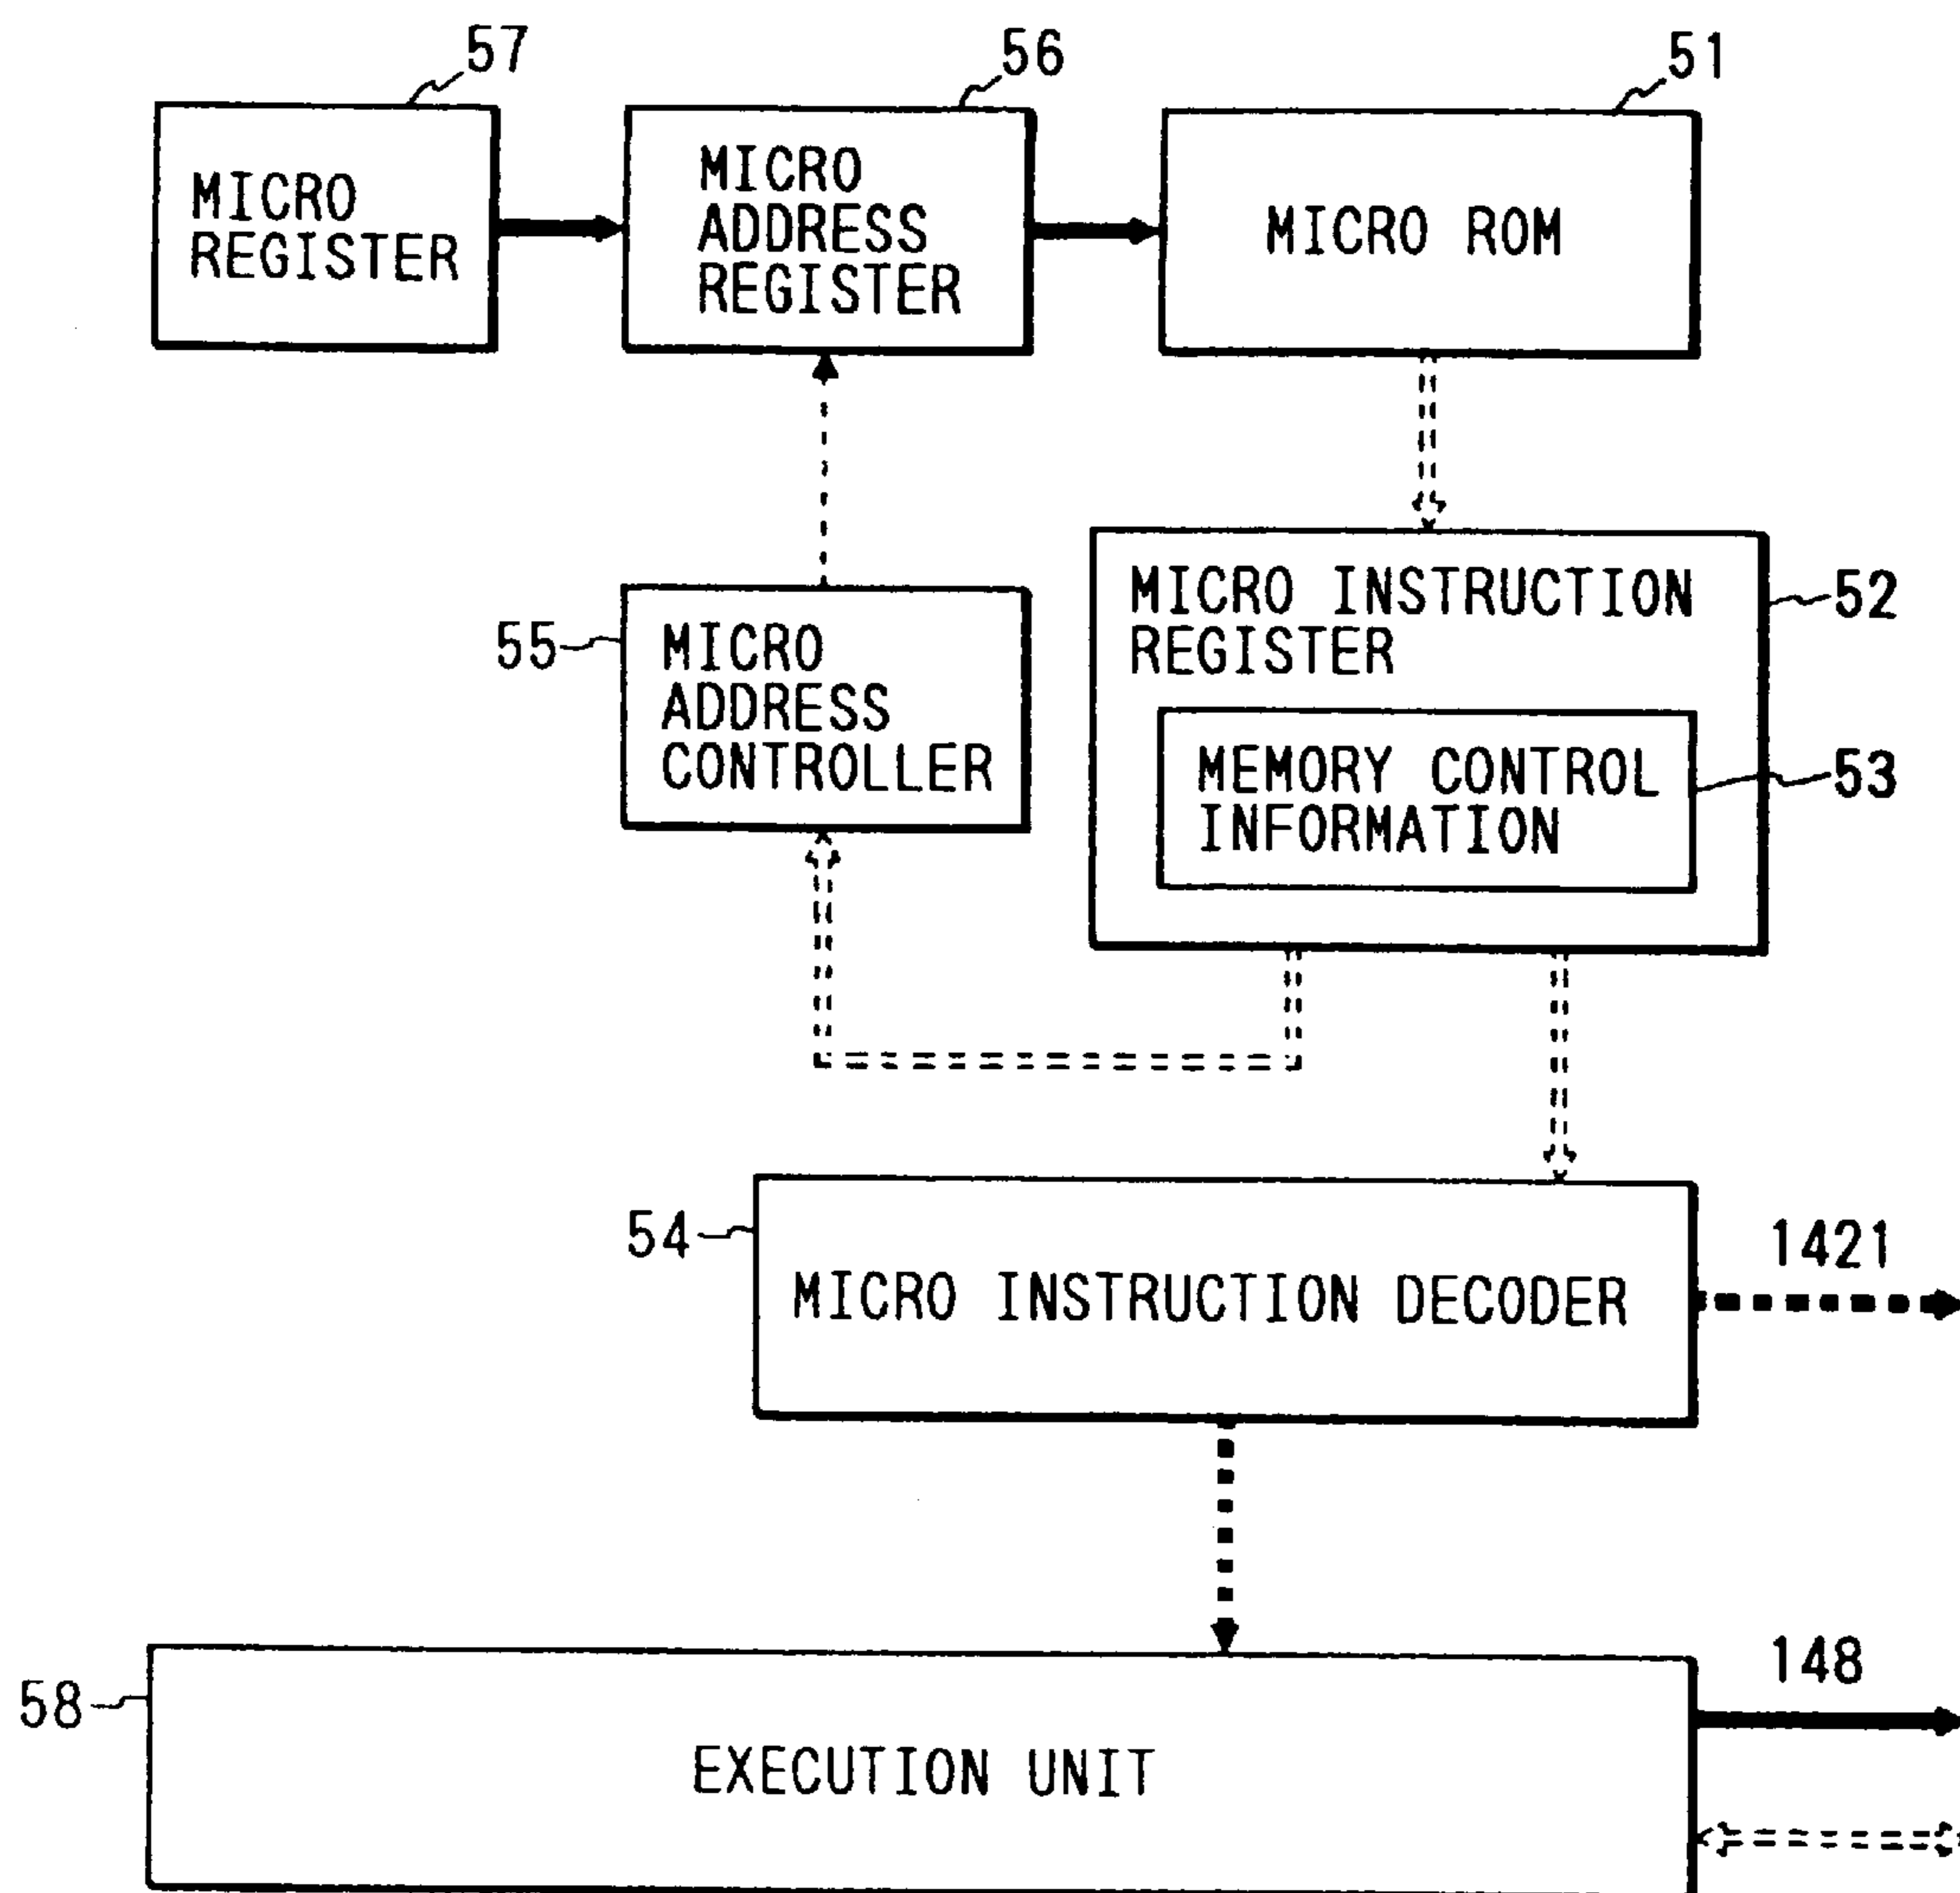 57
56
51
MICRO
REGISTER
MICRO
ADDRESS
REGISTER
MICRO ROM
55
MICRO
ADDRESS
CONTROLLER
MICRO INSTRUCTION
REGISTER
52
MEMORY CONTROL
INFORMATION
53
54
MICRO INSTRUCTION DECODER
1421
58
EXECUTION UNIT
148